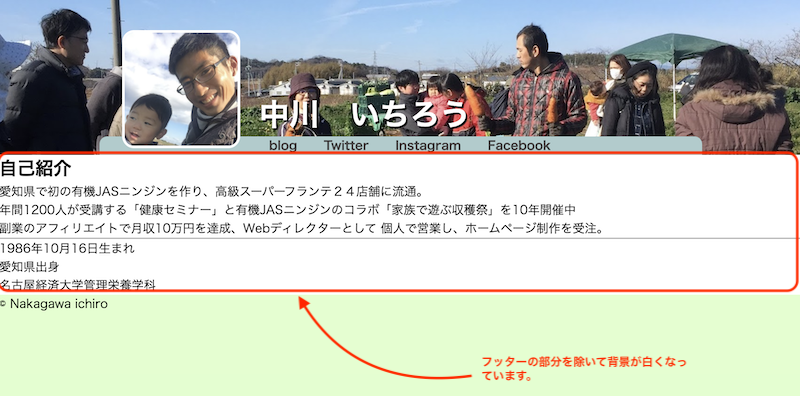 中川　いちろう
blog Twitter Instagram Facebook
自己紹介
愛知県で初の有機JASニンジンを作り、高級スーパーフランテ２４店舗に流通。
年間1200人が受講する「健康セミナー」と有機JASニンジンのコラボ「家族で遊ぶ収穫祭」を10年開催中
副業のアフィリエイトで月収10万円を達成、Webディレクターとして 個人で営業し、ホームページ制作を受注。
1986年10月16日生まれ
愛知県出身
名古屋経済大学管理栄養学科
© Nakagawa ichiro
フッターの部分を除いて背景が白くなっ
ています。